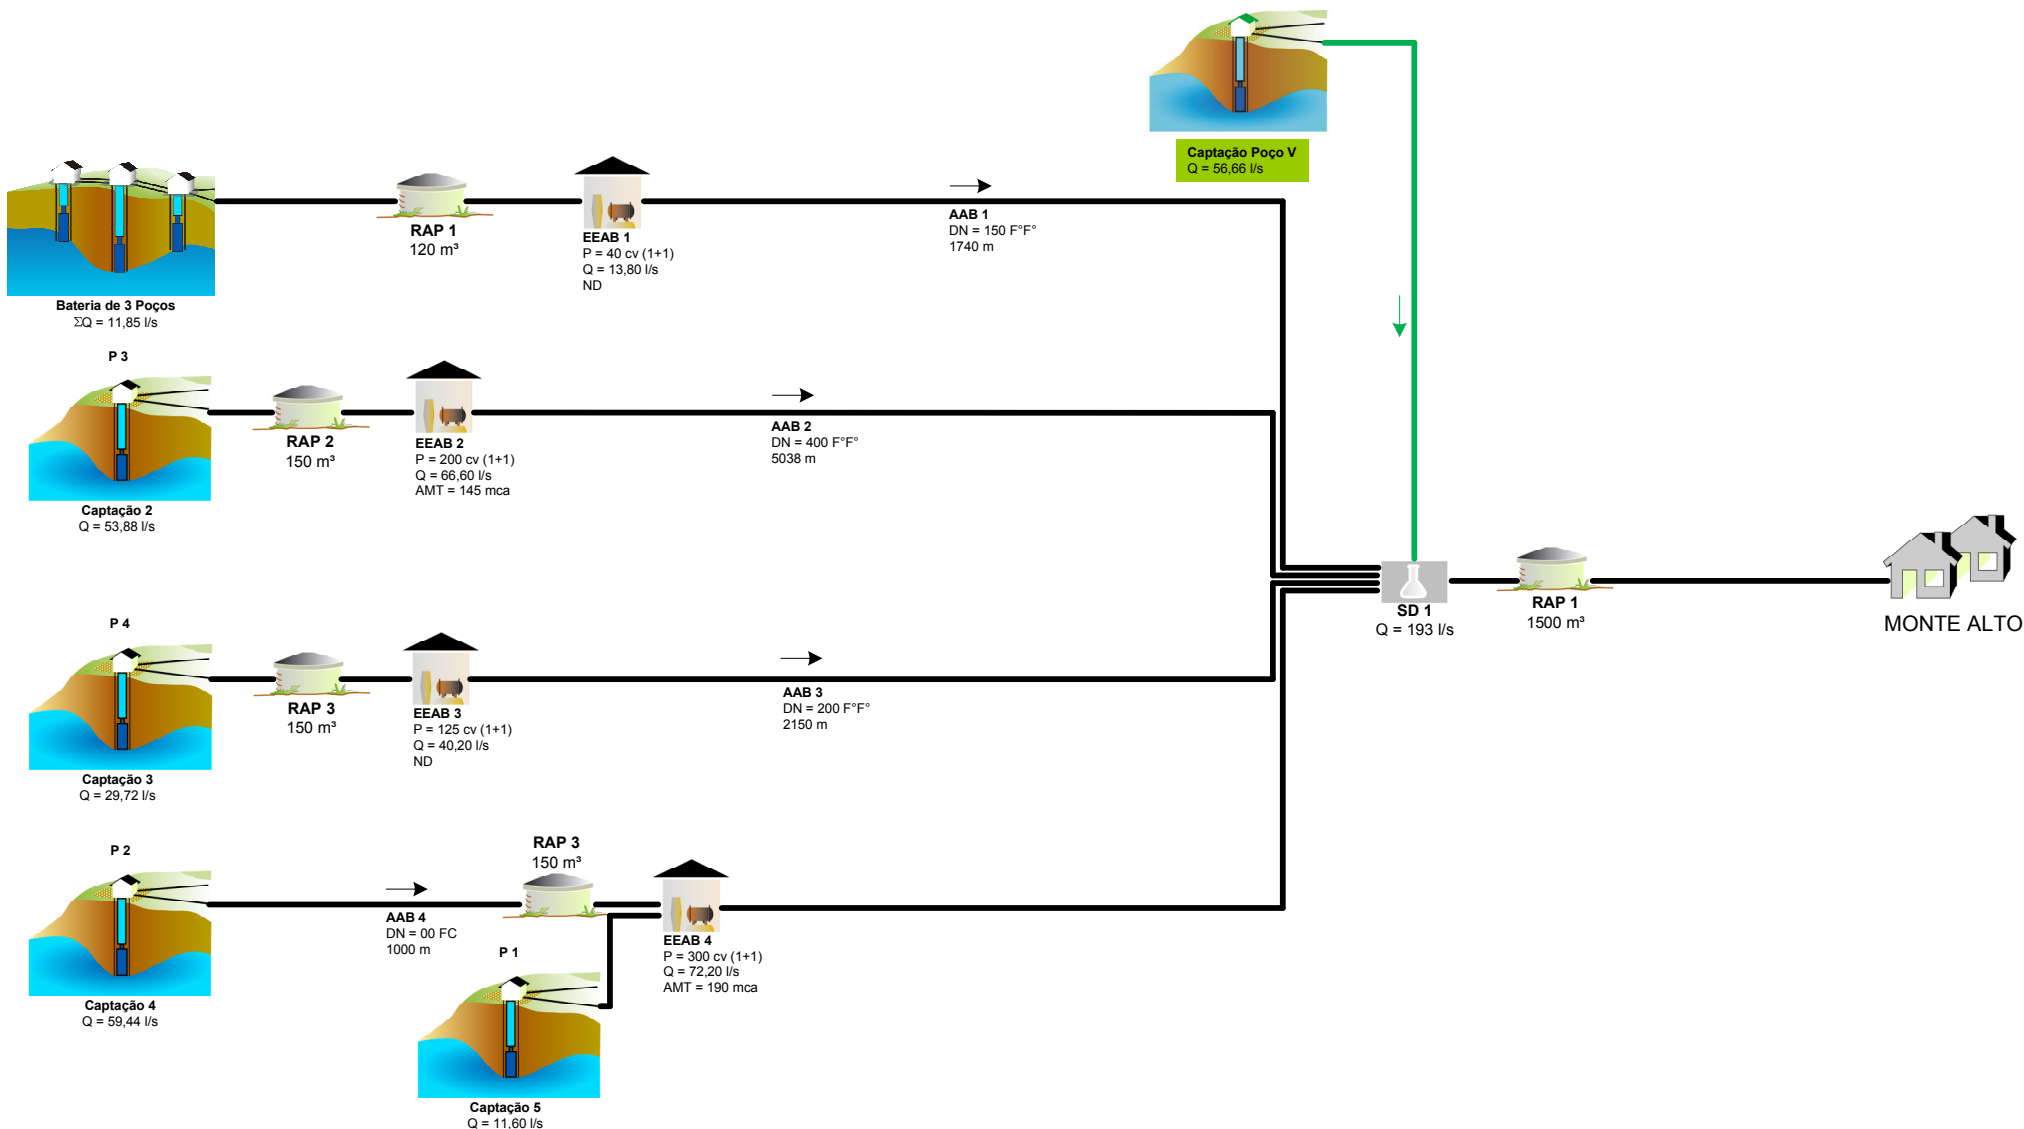 Captação Poço V
Q = 56,66 l/s
Bateria de 3 Poços
ΣQ = 11,85 l/s
RAP 1
120 m³
EEAB 1
P = 40 cv (1+1)
Q = 13,80 l/s
ND
AAB 1
DN = 150 F°F°
1740 m
P 3
Captação 2
Q = 53,88 l/s
RAP 2
150 m³
EEAB 2
P = 200 cv (1+1)
Q = 66,60 l/s
AMT = 145 mca
AAB 2
DN = 400 F°F°
5038 m
SD 1
Q = 193 l/s
RAP 1
1500 m³
MONTE ALTO
P 4
Captação 3
Q = 29,72 l/s
RAP 3
150 m³
EEAB 3
P = 125 cv (1+1)
Q = 40,20 l/s
ND
AAB 3
DN = 200 F°F°
2150 m
P 2
Captação 4
Q = 59,44 l/s
AAB 4
DN = 00 FC
1000 m
RAP 3
150 m³
EEAB 4
P = 300 cv (1+1)
Q = 72,20 l/s
AMT = 190 mca
P 1
Captação 5
Q = 11,60 l/s